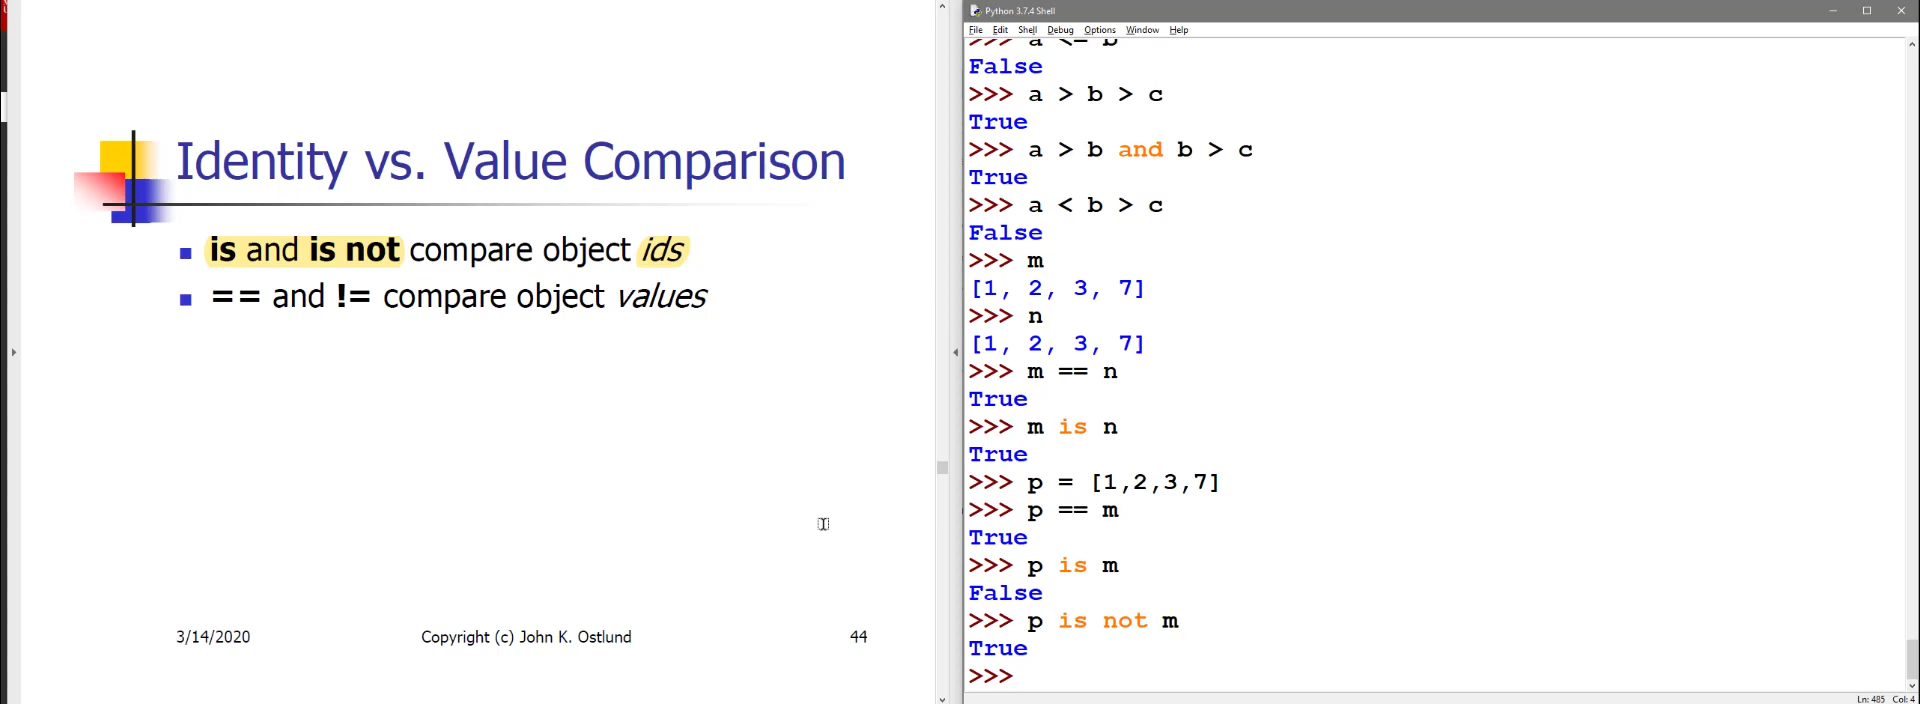 Identity vs. Value Comparison
is and is not compare object ids
== and != compare object values
3/14/2020
Copyright (c) John K. Ostlund
44
Python 3.7.4 Shell
File Edit Shell Debug Options Window Help
>>> a <= b
False
>>> a > b > c
True
>>> a > b and b > c
True
>>> a < b > c
False
>>> m
[1, 2, 3, 7]
>>> n
[1, 2, 3, 7]
>>> m == n
True
>>> m is n
True
>>> p = [1,2,3,7]
>>> p == m
True
>>> p is m
False
>>> p is not m
True
>>>
Ln: 485 Col: 4